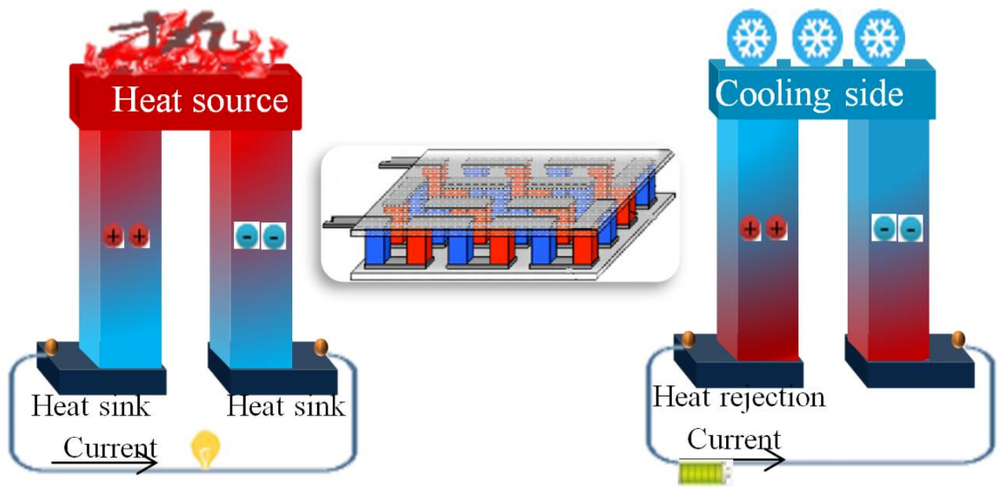 Heat source
Cooling side
+ +
- -
+ +
- -
Heat sink
Heat sink
Current
Heat rejection
Current